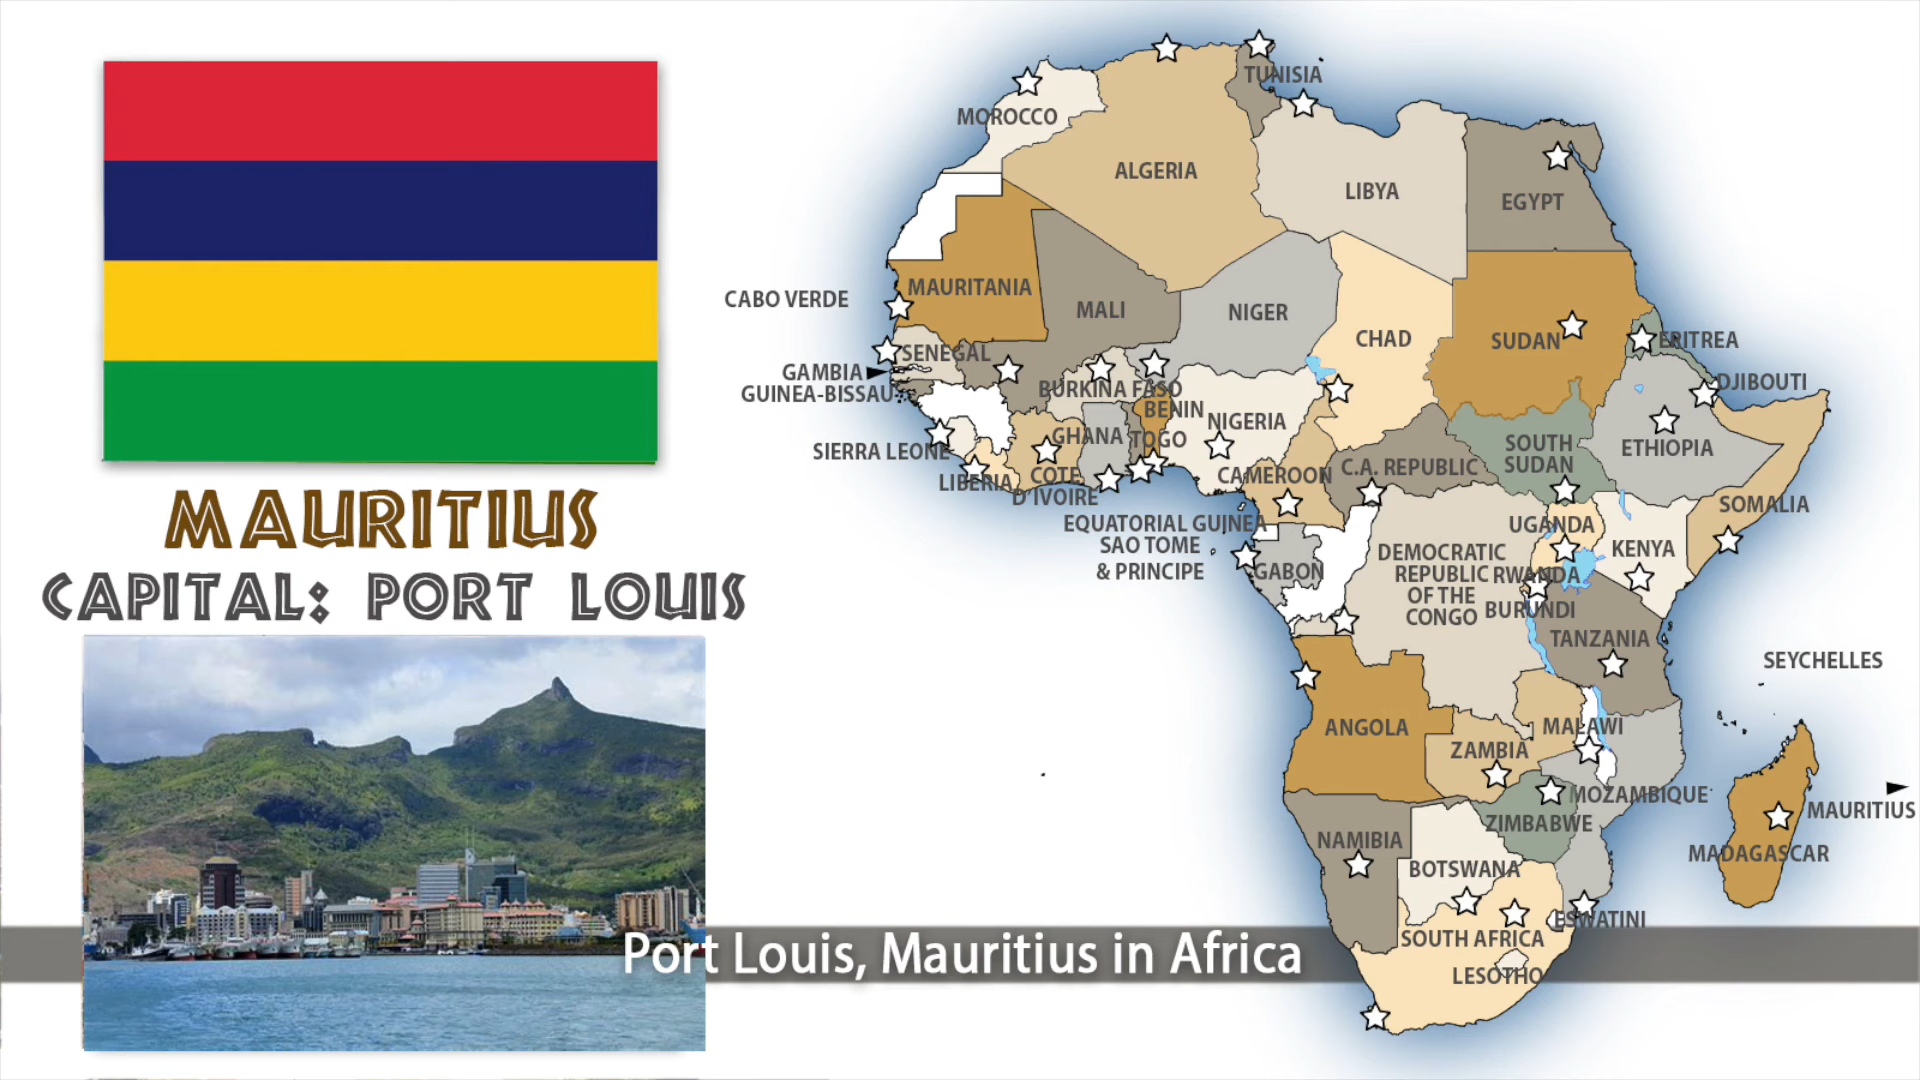 MAURITIUS
CAPITAL: PORT LOUIS
Port Louis, Mauritius in Africa
TUNISIA
MOROCCO
ALGERIA
LIBYA
EGYPT
MAURITANIA
CABO VERDE
MALI
NIGER
CHAD
SUDAN
ERITREA
SENEGAL
GAMBIA
GUINEA-BISSAU
BURKINA FASO
DJIBOUTI
BENIN
NIGERIA
GHANA
TOGO
SOUTH
SUDAN
ETHIOPIA
SIERRA LEONE
LIBERIA
COTE
D'IVOIRE
CAMEROON
C.A. REPUBLIC
SOMALIA
EQUATORIAL GUINEA
SAO TOME
& PRINCIPE
GABON
UGANDA
KENYA
DEMOCRATIC
REPUBLIC
OF THE
CONGO
RWANDA
BURUNDI
TANZANIA
SEYCHELLES
ANGOLA
MALAWI
ZAMBIA
MOZAMBIQUE
MAURITIUS
ZIMBABWE
NAMIBIA
MADAGASCAR
BOTSWANA
ESWATINI
SOUTH AFRICA
LESOTHO